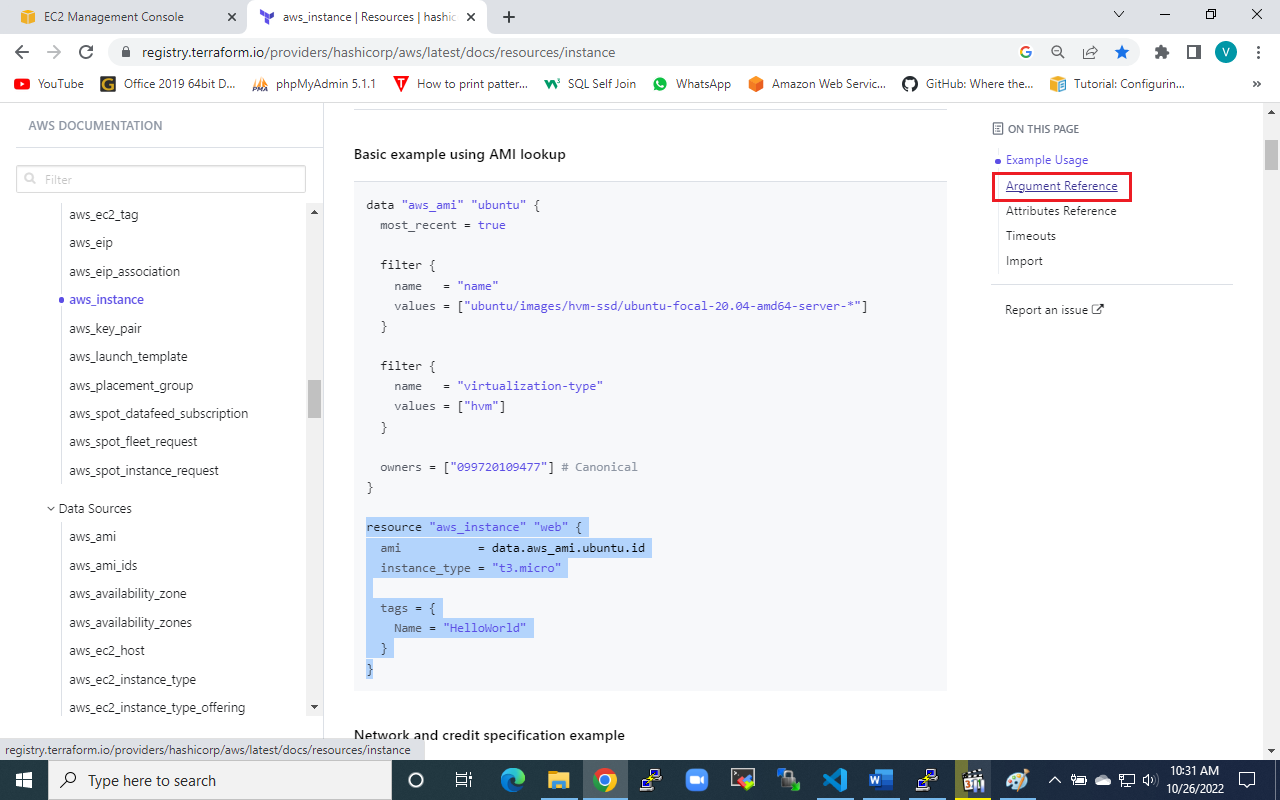 EC2 Management Console
aws_instance | Resources | hashic
registry.terraform.io/providers/hashicorp/aws/latest/docs/resources/instance
V
YouTube
Office 2019 64bit D...
phpMyAdmin 5.1.1
How to print patter...
SQL Self Join
WhatsApp
Amazon Web Servic...
GitHub: Where the...
Tutorial: Configurin...
»
AWS DOCUMENTATION
Filter
aws_ec2_tag
aws_eip
aws_eip_association
aws_instance
aws_key_pair
aws_launch_template
aws_placement_group
aws_spot_datafeed_subscription
aws_spot_fleet_request
aws_spot_instance_request
Data Sources
aws_ami
aws_ami_ids
aws_availability_zone
aws_availability_zones
aws_ec2_host
aws_ec2_instance_type
aws_ec2_instance_type_offering
Basic example using AMI lookup
data "aws_ami" "ubuntu" {
most_recent = true
filter {
name   = "name"
values = ["ubuntu/images/hvm-ssd/ubuntu-focal-20.04-amd64-server-*"]
}
filter {
name   = "virtualization-type"
values = ["hvm"]
}
owners = ["099720109477"] # Canonical
}
resource "aws_instance" "web" {
ami           = data.aws_ami.ubuntu.id
instance_type = "t3.micro"
tags = {
Name = "HelloWorld"
}
}
Network and credit specification example
ON THIS PAGE
Example Usage
Argument Reference
Attributes Reference
Timeouts
Import
Report an issue
registry.terraform.io/providers/hashicorp/aws/latest/docs/resources/instance
Type here to search
10:31 AM
10/26/2022